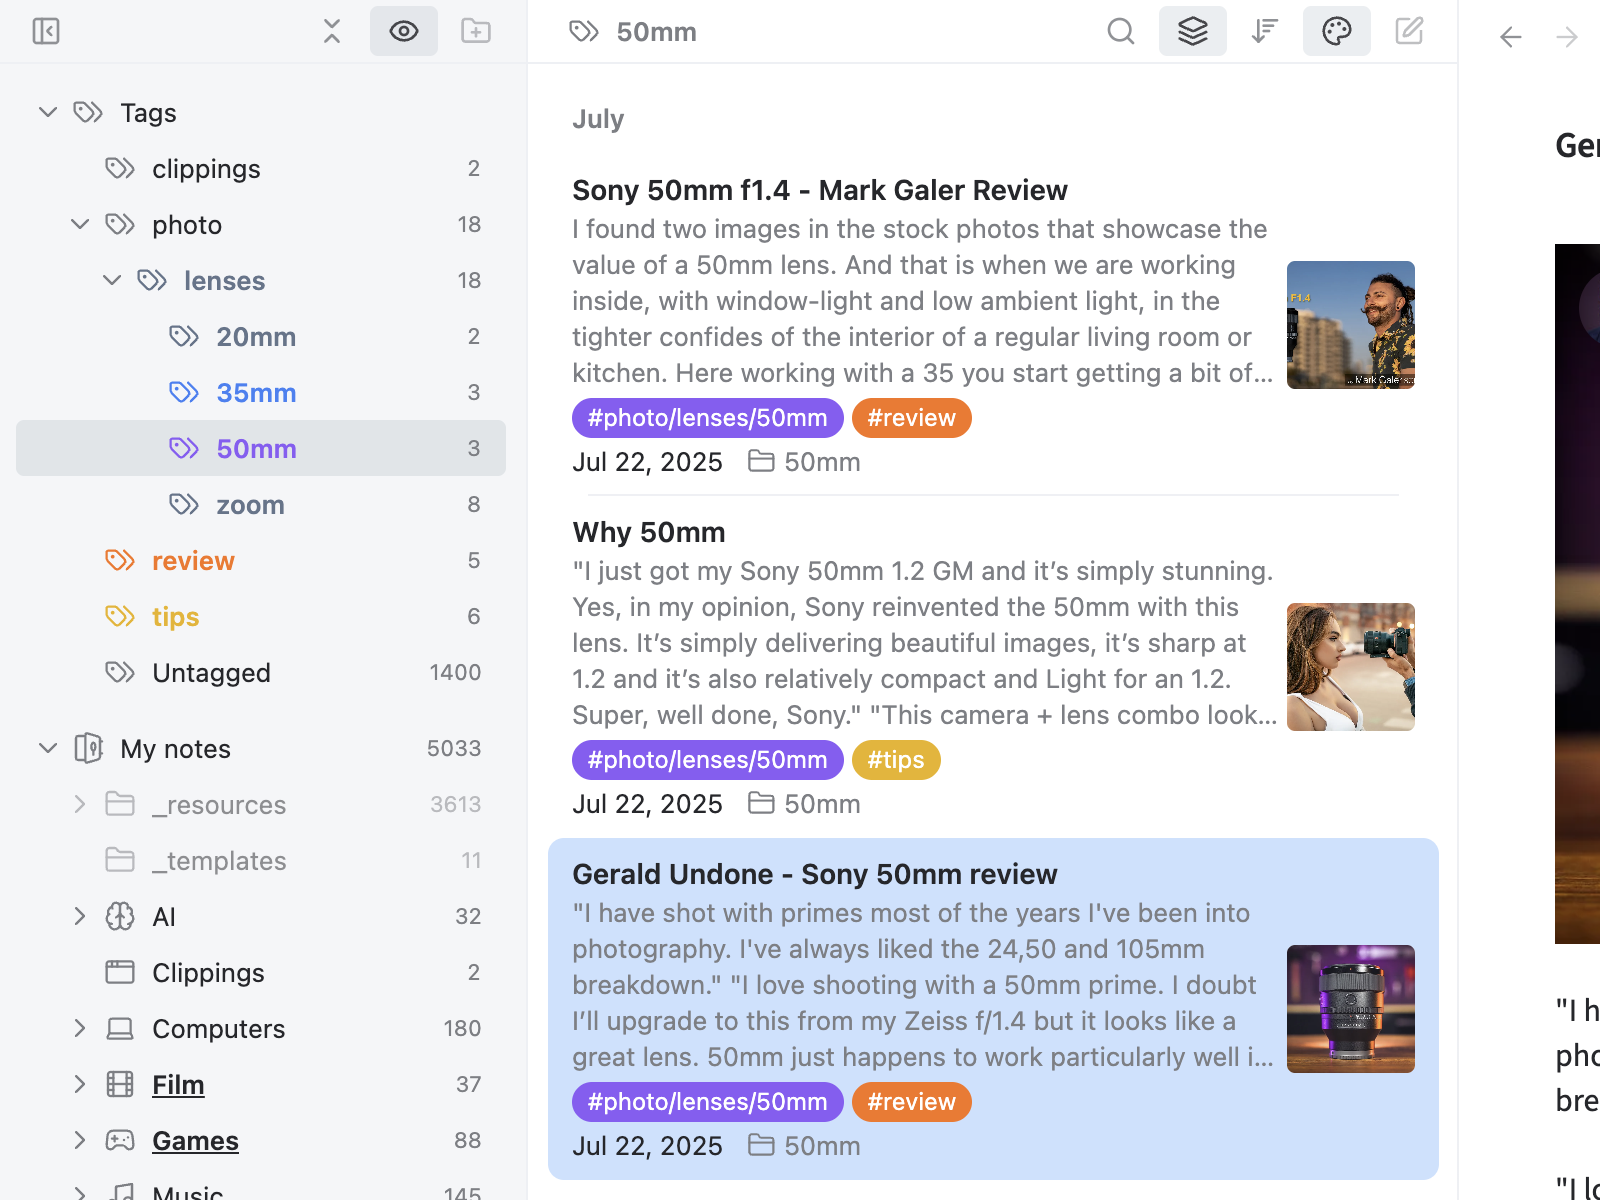 50mm
Tags
clippings 2
photo 18
lenses 18
20mm 2
35mm 3
50mm 3
zoom 8
review 5
tips 6
Untagged 1400
My notes 5033
_resources 3613
_templates 11
AI 32
Clippings 2
Computers 180
Film 37
Games 88
Music 145
July
Sony 50mm f1.4 - Mark Galer Review
I found two images in the stock photos that showcase the
value of a 50mm lens. And that is when we are working
inside, with window-light and low ambient light, in the
tighter confides of the interior of a regular living room or
kitchen. Here working with a 35 you start getting a bit of...
F1.4
... Mark Galer
#photo/lenses/50mm #review
Jul 22, 2025 50mm
Why 50mm
"I just got my Sony 50mm 1.2 GM and it’s simply stunning.
Yes, in my opinion, Sony reinvented the 50mm with this
lens. It’s simply delivering beautiful images, it’s sharp at
1.2 and it’s also relatively compact and Light for an 1.2.
Super, well done, Sony." "This camera + lens combo look...
#photo/lenses/50mm #tips
Jul 22, 2025 50mm
Gerald Undone - Sony 50mm review
"I have shot with primes most of the years I've been into
photography. I've always liked the 24,50 and 105mm
breakdown." "I love shooting with a 50mm prime. I doubt
I’ll upgrade to this from my Zeiss f/1.4 but it looks like a
great lens. 50mm just happens to work particularly well i...
#photo/lenses/50mm #review
Jul 22, 2025 50mm
Ger
"I h
pho
bre
"I lo